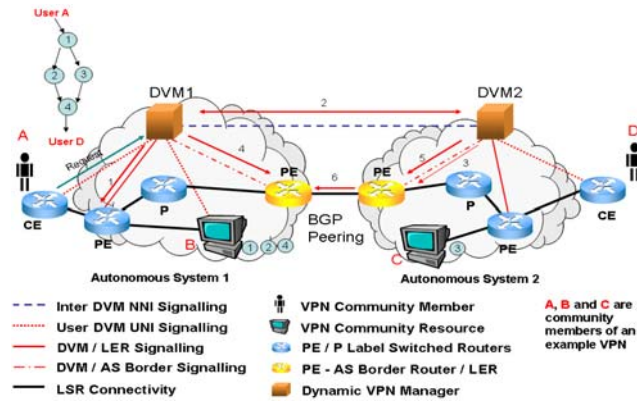 User A
1
2
3
4
User D
DVM1
2
DVM2
A
D
Request
4
5
3
PE
6
PE
1
P
P
CE
PE
BGP
Peering
CE
PE
B
1 2 4
C
3
Autonomous System 1
Autonomous System 2
Inter DVM NNI Signalling
User DVM UNI Signalling
DVM / LER Signalling
DVM / AS Border Signalling
LSR Connectivity
VPN Community Member
VPN Community Resource
PE / P Label Switched Routers
PE - AS Border Router / LER
Dynamic VPN Manager
A, B and C are
community
members of an
example VPN